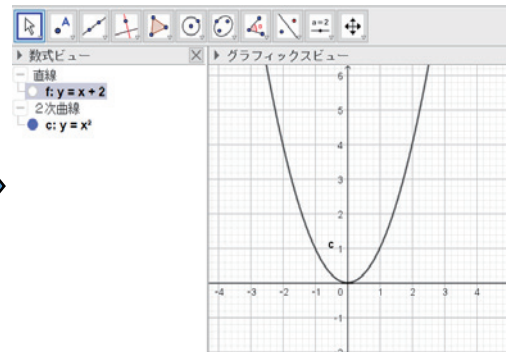 a=2
数式ビュー
グラフィックスビュー
直線
f: y = x + 2
2次曲線
c: y = x²
6
5
4
3
2
c 1
-4 -3 -2 -1 0 1 2 3 4
-1